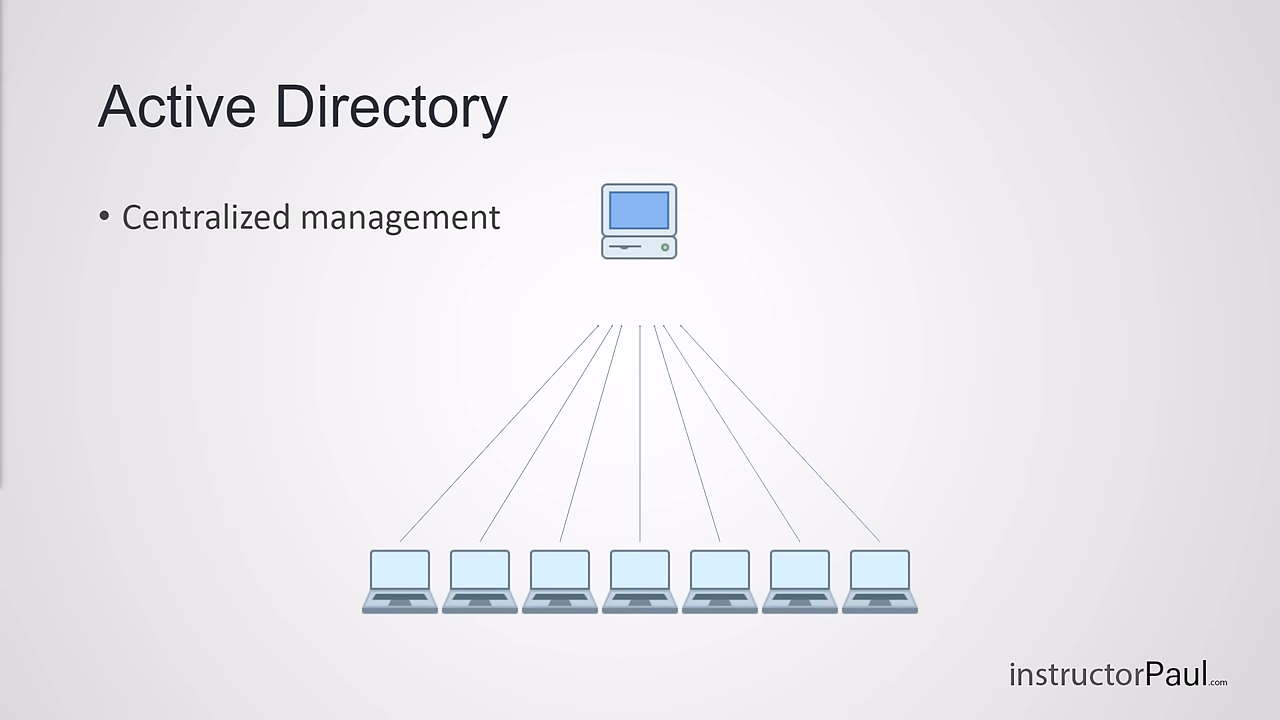 Active Directory
• Centralized management
instructorPaul.com